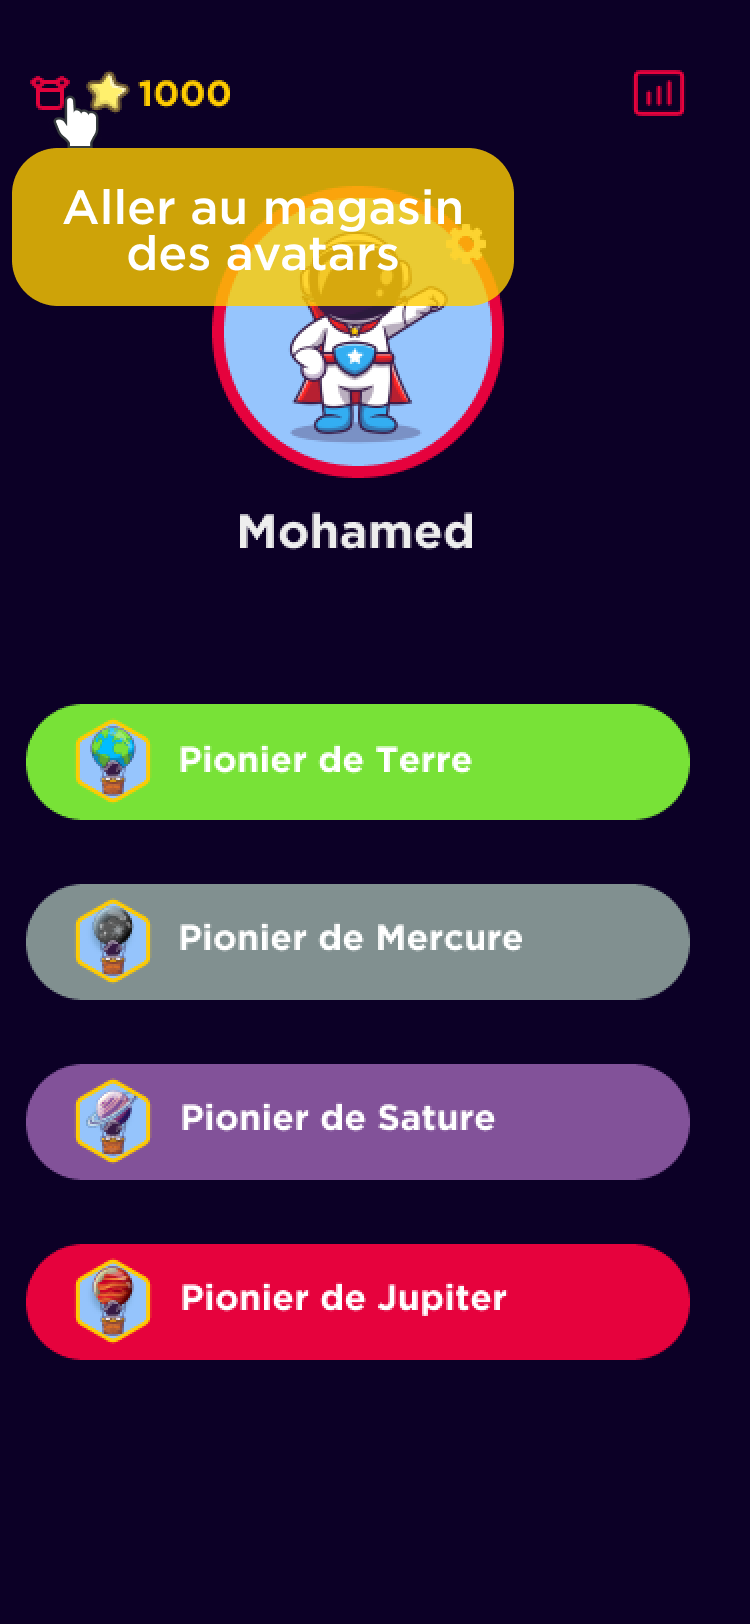 1000
Aller au magasin
des avatars
Mohamed
Pionier de Terre
Pionier de Mercure
Pionier de Sature
Pionier de Jupiter